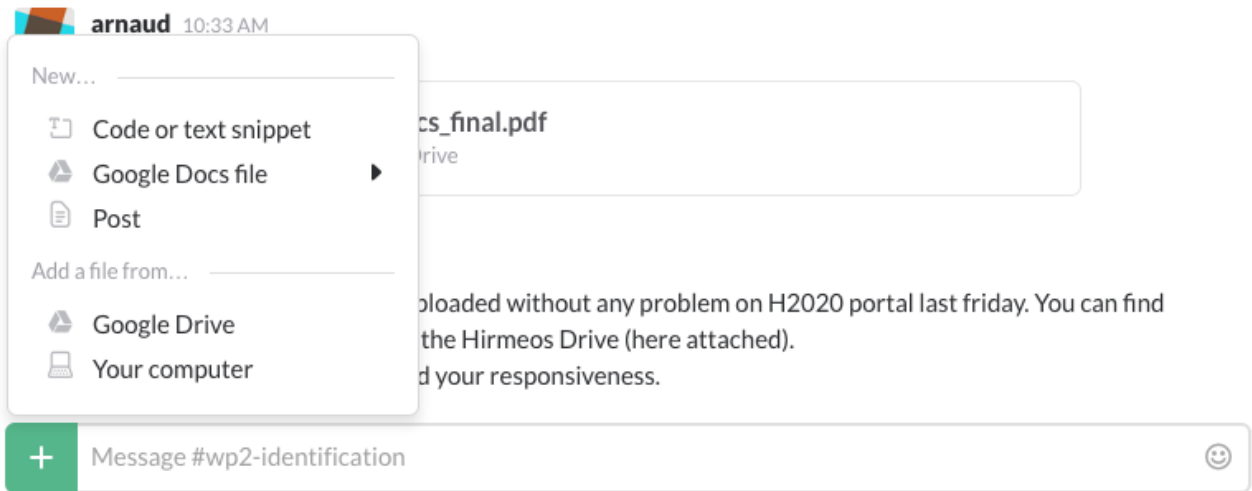 arnaud 10:33 AM
New...
Code or text snippet
Google Docs file
Post
Add a file from...
Google Drive
Your computer
cs_final.pdf
rive
ploaded without any problem on H2020 portal last friday. You can find
the Hirmeos Drive (here attached).
d your responsiveness.
Message #wp2-identification